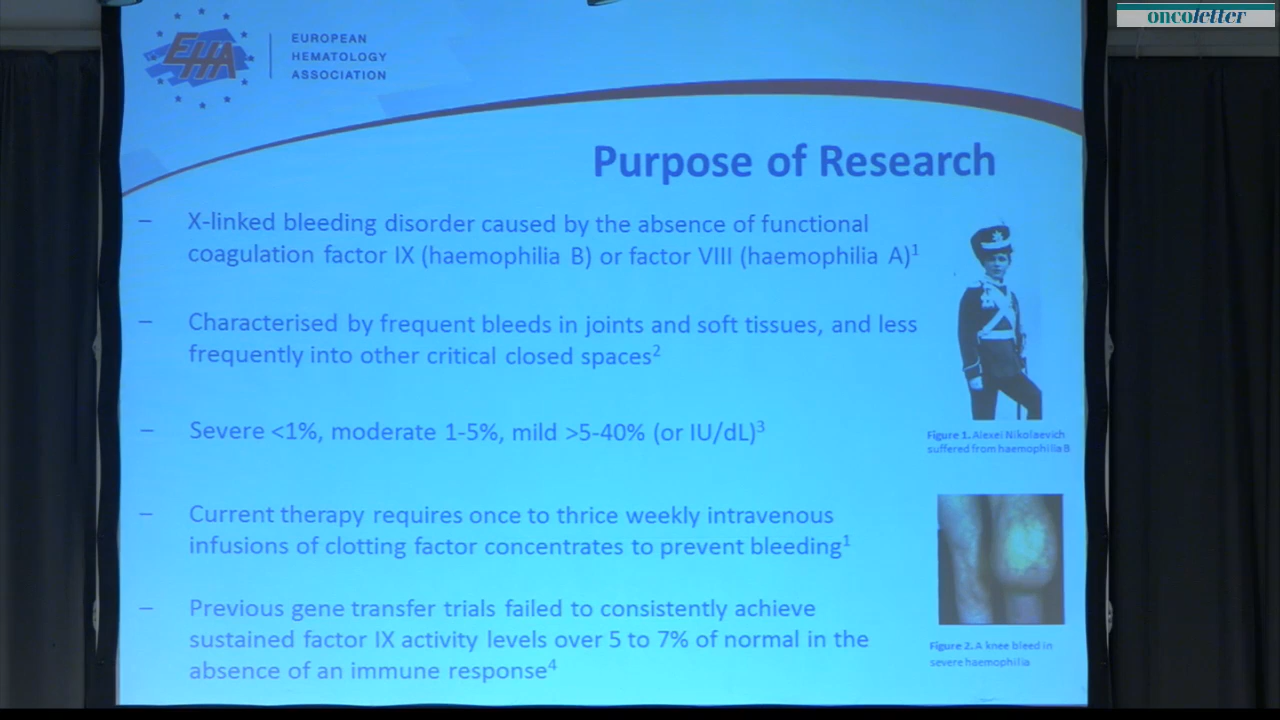 oncoletter
EHA
EUROPEAN
HEMATOLOGY
ASSOCIATION
Purpose of Research
– X-linked bleeding disorder caused by the absence of functional
coagulation factor IX (haemophilia B) or factor VIII (haemophilia A)¹
– Characterised by frequent bleeds in joints and soft tissues, and less
frequently into other critical closed spaces²
– Severe <1%, moderate 1-5%, mild >5-40% (or IU/dL)³
– Current therapy requires once to thrice weekly intravenous
infusions of clotting factor concentrates to prevent bleeding¹
– Previous gene transfer trials failed to consistently achieve
sustained factor IX activity levels over 5 to 7% of normal in the
absence of an immune response⁴
Figure 1. Alexei Nikolaevich
suffered from haemophilia B
Figure 2. A knee bleed in
severe haemophilia